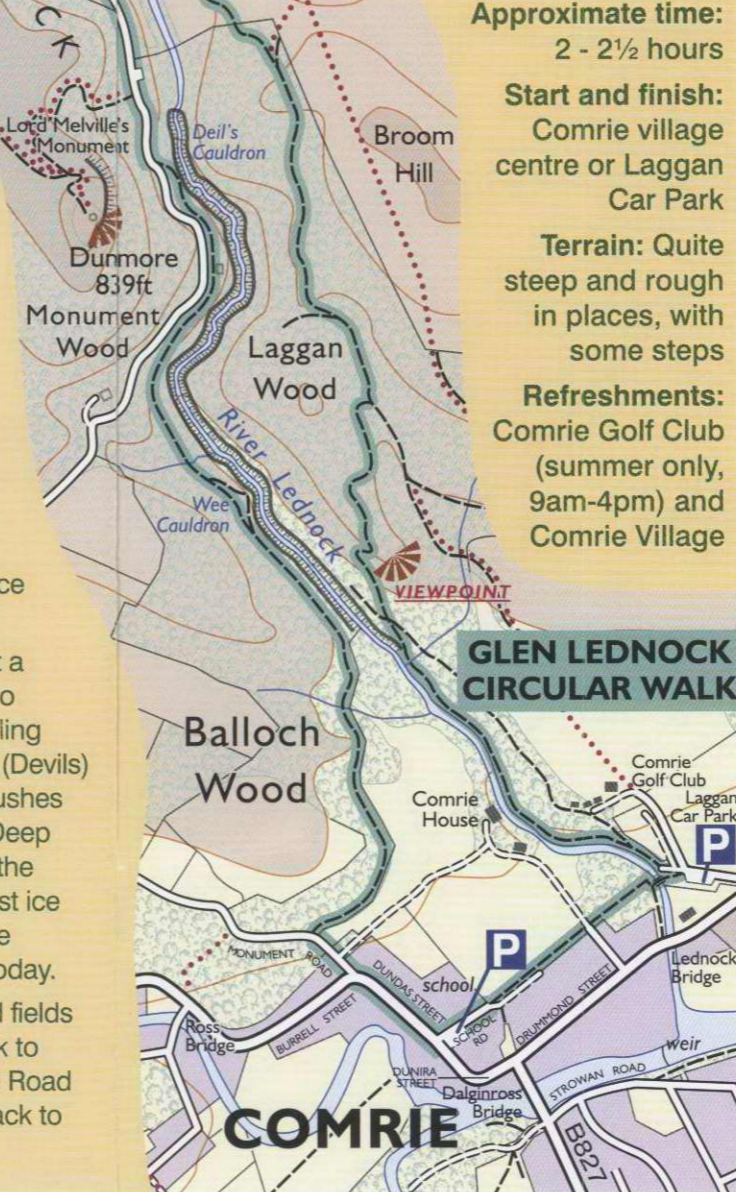 CK
Lord Melville's
Monument
Deil's
Cauldron
Broom
Hill
Dunmore
839ft
Monument
Wood
Laggan
Wood
River Lednock
Wee
Cauldron
VIEWPOINT
Approximate time:
2 - 2½ hours
Start and finish:
Comrie village
centre or Laggan
Car Park
Terrain: Quite
steep and rough
in places, with
some steps
Refreshments:
Comrie Golf Club
(summer only,
9am-4pm) and
Comrie Village
GLEN LEDNOCK
CIRCULAR WALK
ce
t a
o
ling
(Devils)
ushes
Deep
the
st ice
e
oday.
d fields
k to
Road
ack to
Balloch
Wood
Comrie
House
Comrie
Golf Club
Laggan
Car Park
P
P
MONUMENT ROAD
DUNDAS STREET
school
SCHOOL
RD
DRUMMOND STREET
Lednock
Bridge
Ross
Bridge
BURRELL STREET
DUNIRA
STREET
Dalginross
Bridge
weir
STROWAN ROAD
COMRIE
B827